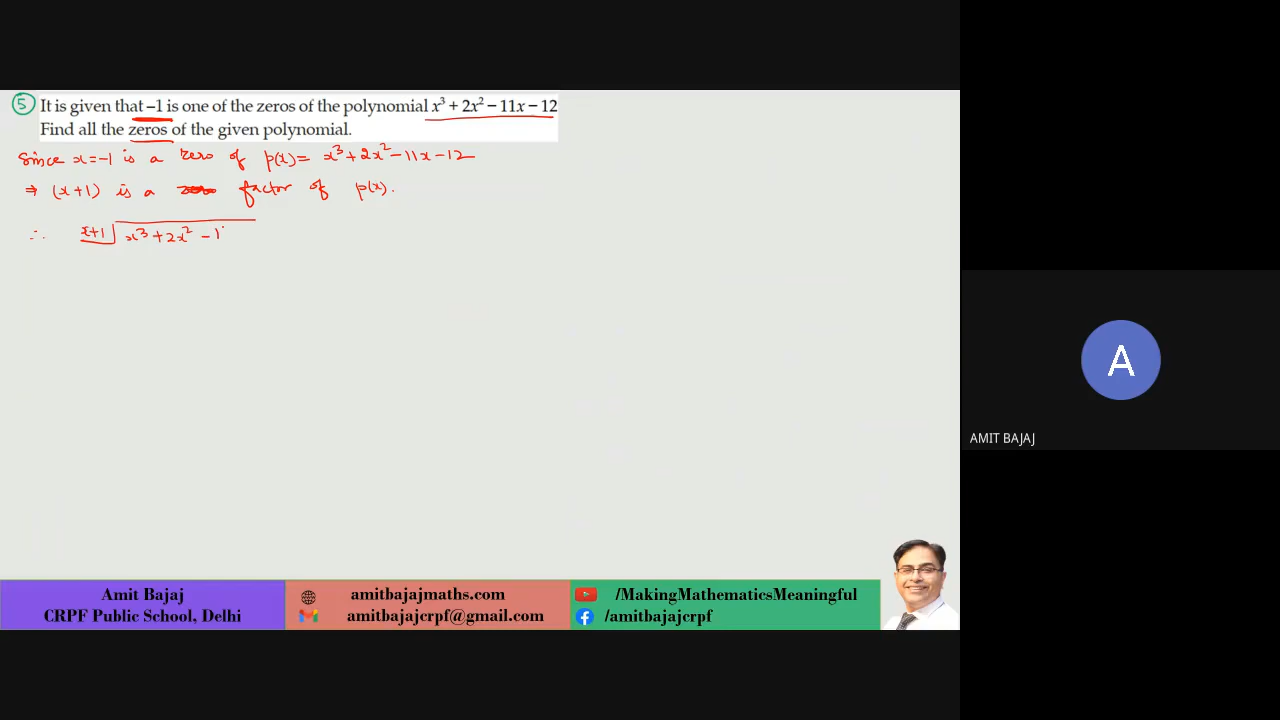 5 It is given that –1 is one of the zeros of the polynomial x³ + 2x² – 11x – 12
Find all the zeros of the given polynomial.
Since x=-1 is a zero of p(x)= x³+2x²-11x-12
⇒ (x+1) is a factor of p(x).
∴ x+1 x³+2x²-1
A
AMIT BAJAJ
Amit Bajaj
CRPF Public School, Delhi
amitbajajmaths.com
amitbajajcrpf@gmail.com
/MakingMathematicsMeaningful
/amitbajajcrpf